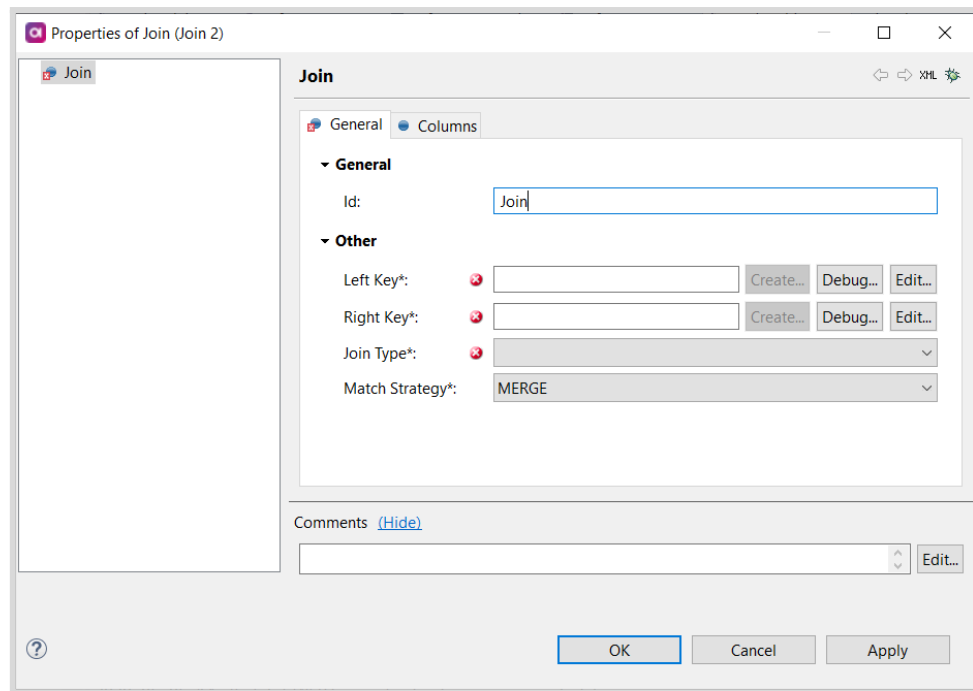 Properties of Join (Join 2)
Join
Join
XML
General
Columns
General
Id:
Join
Other
Left Key*:
Create...
Debug...
Edit...
Right Key*:
Create...
Debug...
Edit...
Join Type*:
Match Strategy*:
MERGE
Comments (Hide)
Edit...
?
OK
Cancel
Apply